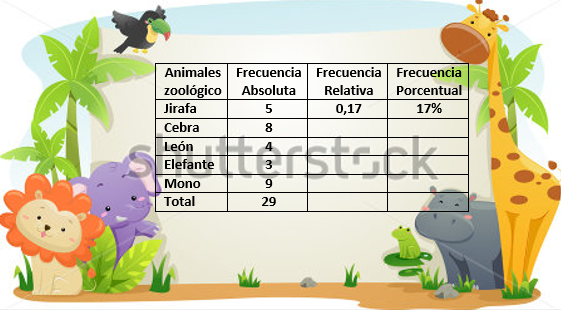 Animales zoológico Frecuencia Absoluta Frecuencia Relativa Frecuencia Porcentual
Jirafa 5 0,17 17%
Cebra 8
León 4
Elefante 3
Mono 9
Total 29
shutterstock